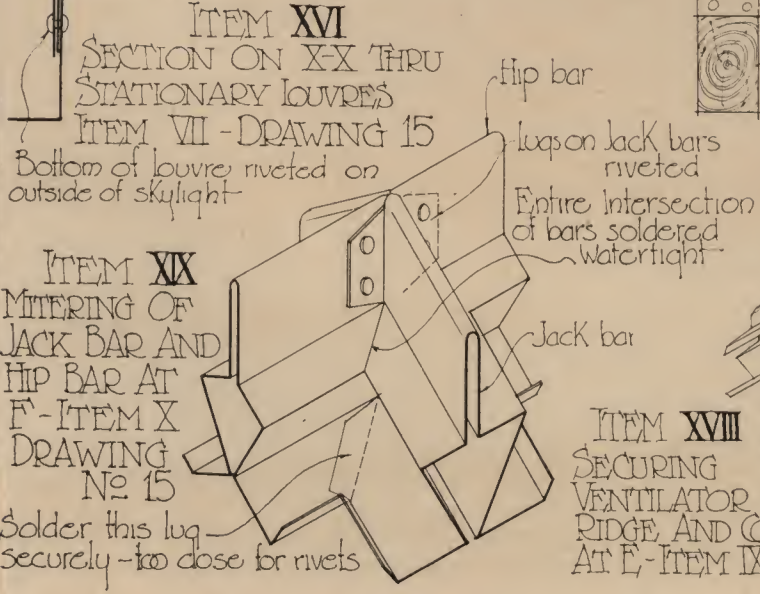 ITEM XVI
SECTION ON X-X THRU
STATIONARY LOUVRES
ITEM VII - DRAWING 15
Bottom of louvre riveted on
outside of skylight
Hip bar
Lugs on Jack bars
riveted
Entire Intersection
of bars soldered
Watertight
ITEM XIX
MITERING OF
JACK BAR AND
HIP BAR AT
F-ITEM X
DRAWING
No 15
Jack bar
Solder this lug
securely - too close for rivets
ITEM XVIII
SECURING
VENTILATOR
RIDGE AND
AT E-ITEM IX